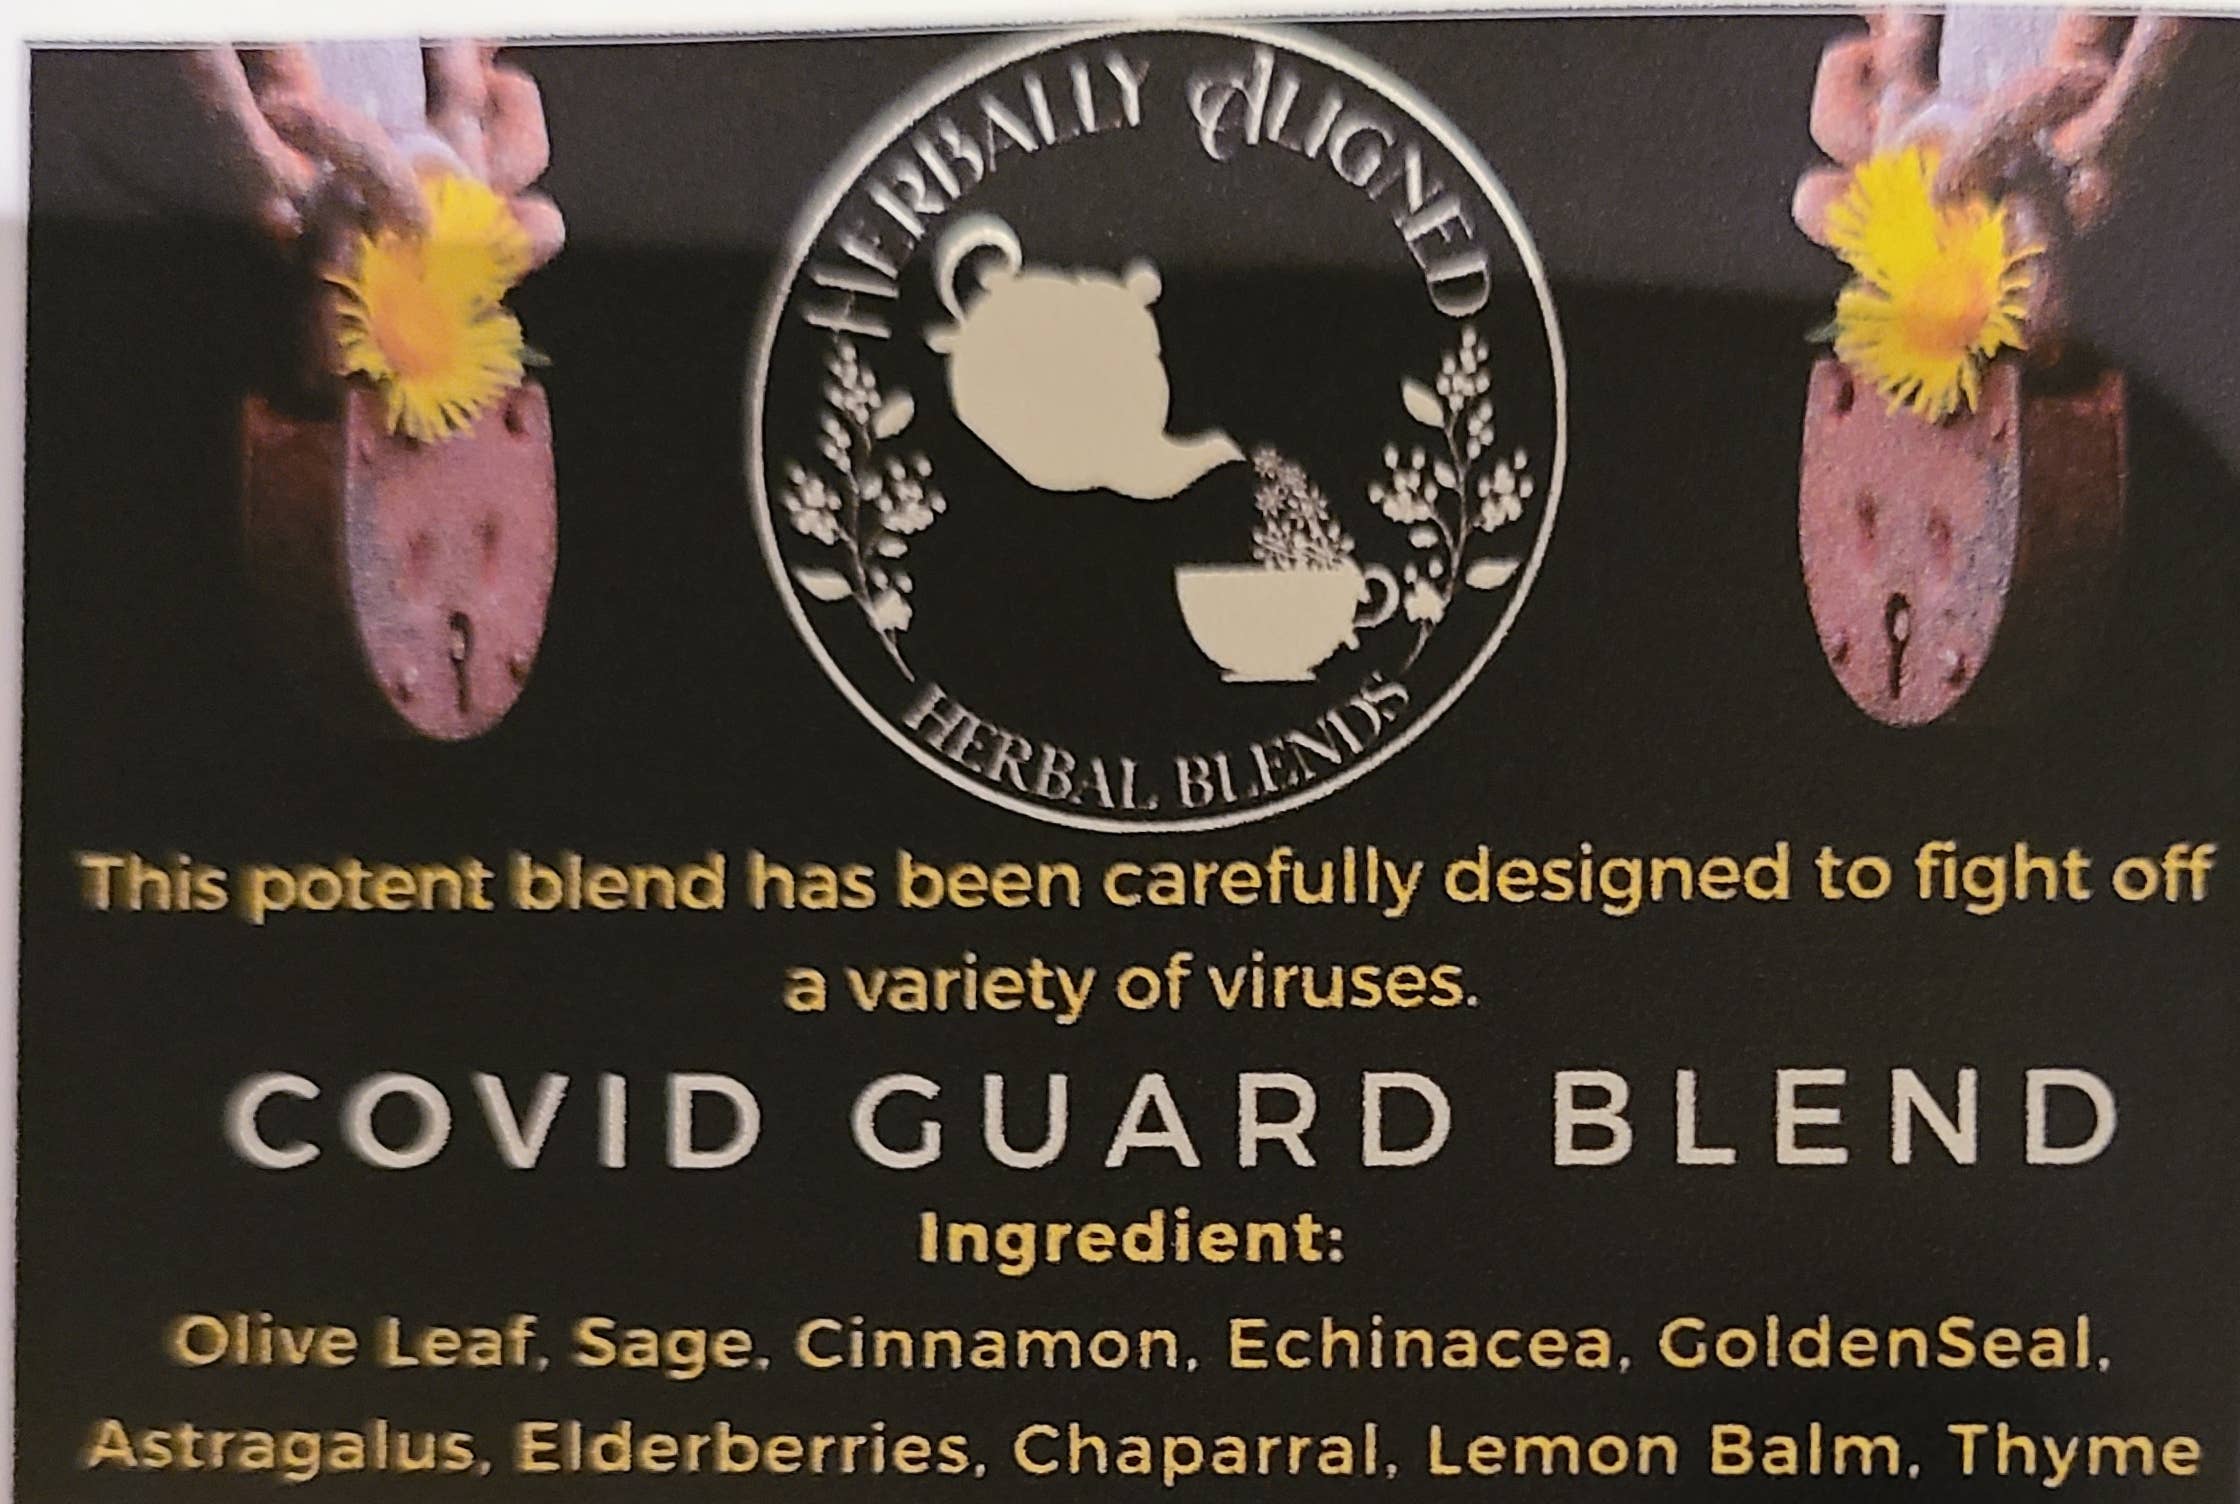 HERBALLY ALIGNED
HERBAL BLENDS
This potent blend has been carefully designed to fight off
a variety of viruses.
COVID GUARD BLEND
Ingredient:
Olive Leaf, Sage, Cinnamon, Echinacea, GoldenSeal,
Astragalus, Elderberries, Chaparral, Lemon Balm, Thyme